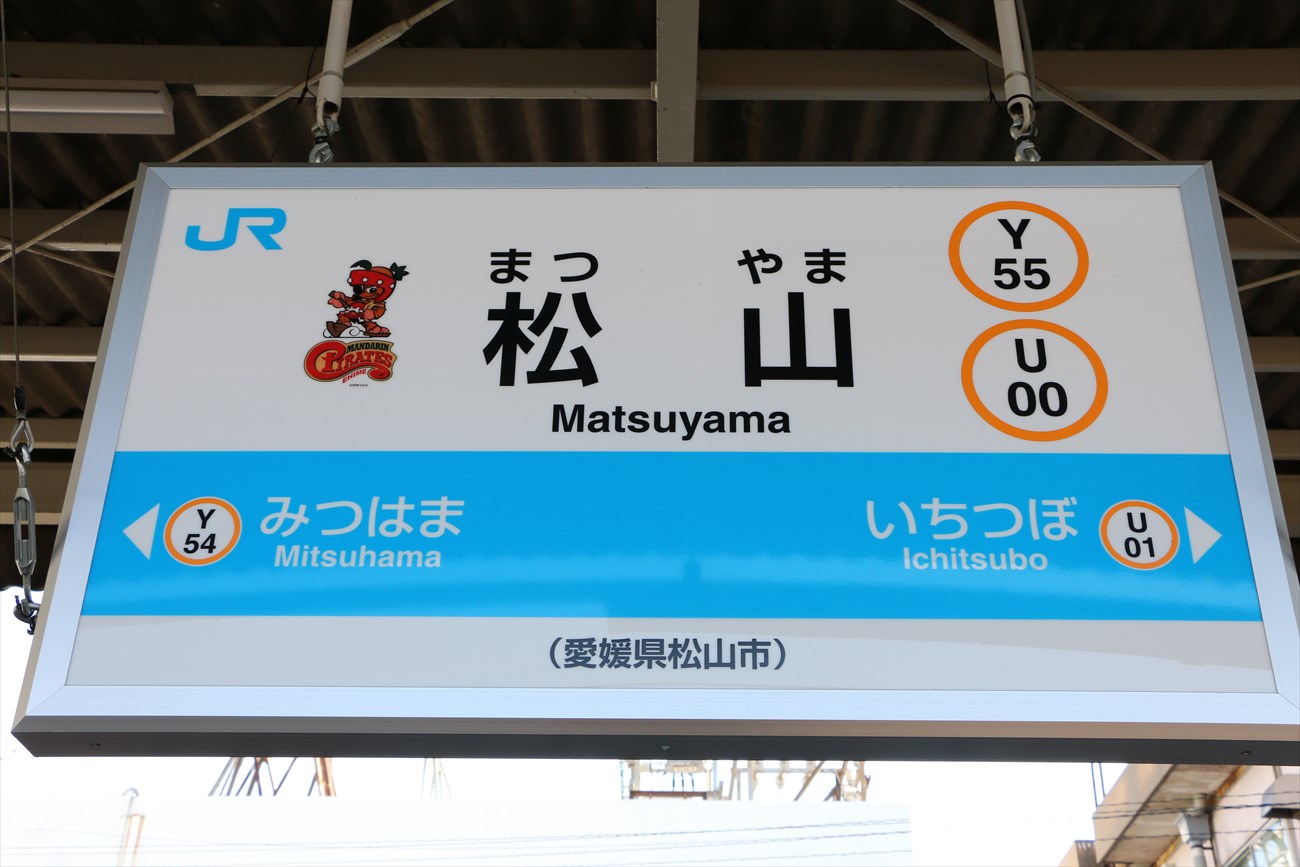 JR
MANDARIN
PIRATES
EHIME
まつ やま
松 山
Matsuyama
Y
55
U
00
Y
54
みつはま
Mitsuhama
いちつぼ
Ichitsubo
U
01
（愛媛県松山市）